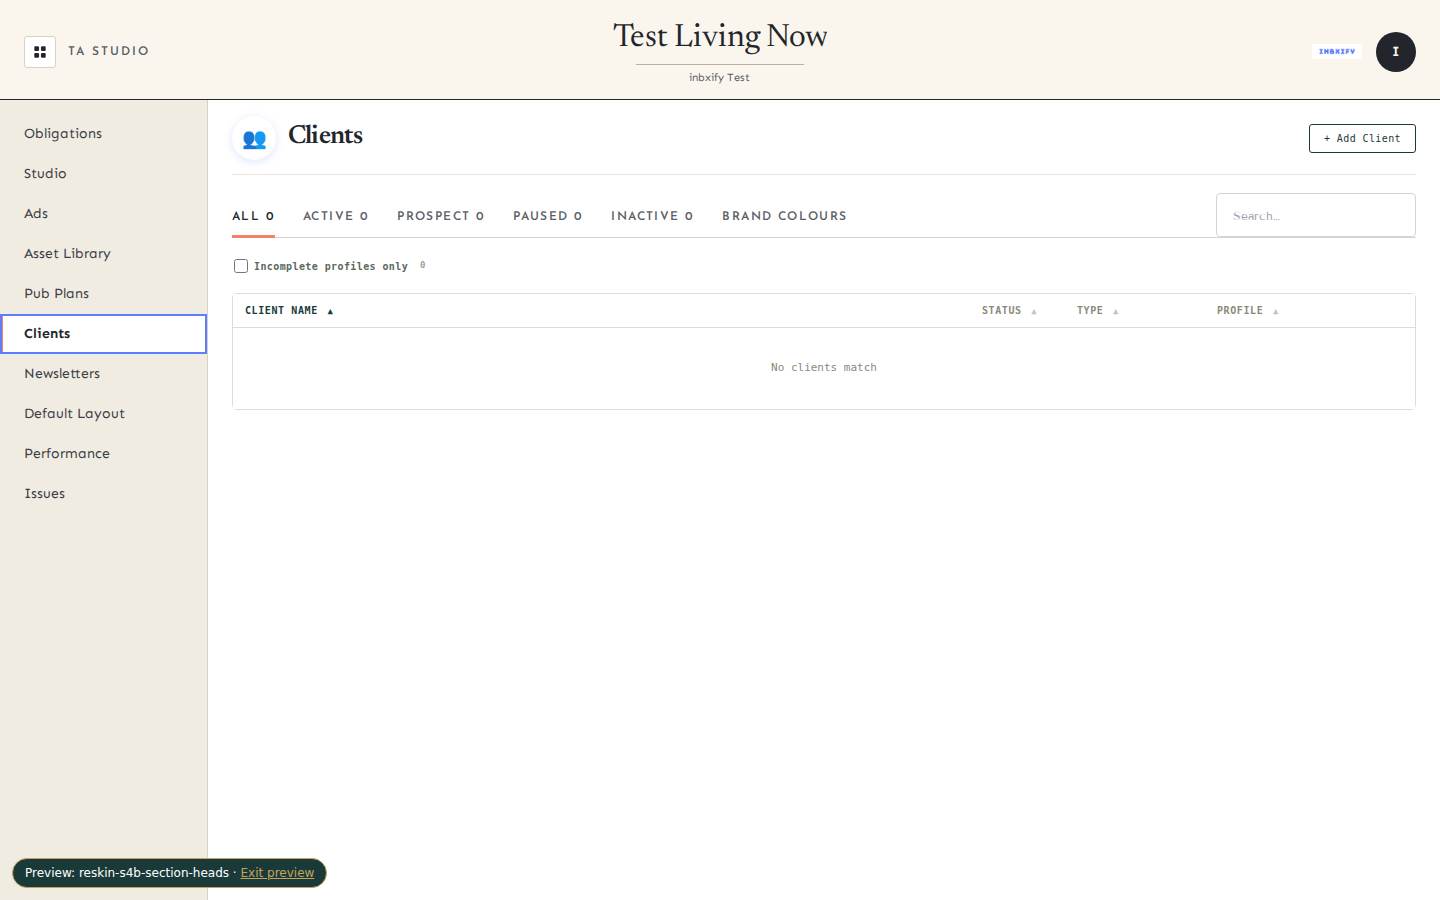 TA STUDIO
Test Living Now
inbxify Test
INBXIFY
I
Obligations
Studio
Ads
Asset Library
Pub Plans
Clients
Newsletters
Default Layout
Performance
Issues
Clients
+ Add Client
ALL 0
ACTIVE 0
PROSPECT 0
PAUSED 0
INACTIVE 0
BRAND COLOURS
Search...
Incomplete profiles only 0
CLIENT NAME ▲
STATUS ▲
TYPE ▲
PROFILE ▲
No clients match
Preview: reskin-s4b-section-heads · Exit preview